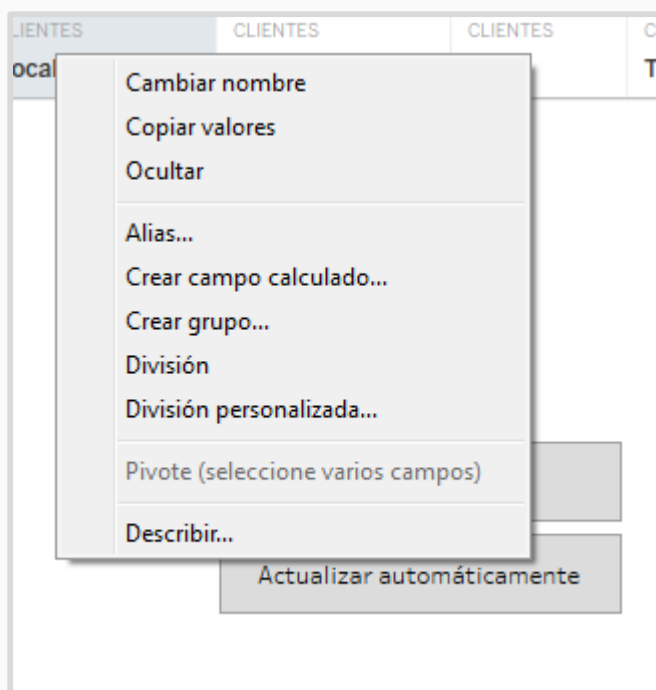 LIENTES
CLIENTES
CLIENTES
C
ocal
T
Cambiar nombre
Copiar valores
Ocultar
Alias...
Crear campo calculado...
Crear grupo...
División
División personalizada...
Pivote (seleccione varios campos)
Describir...
Actualizar automáticamente